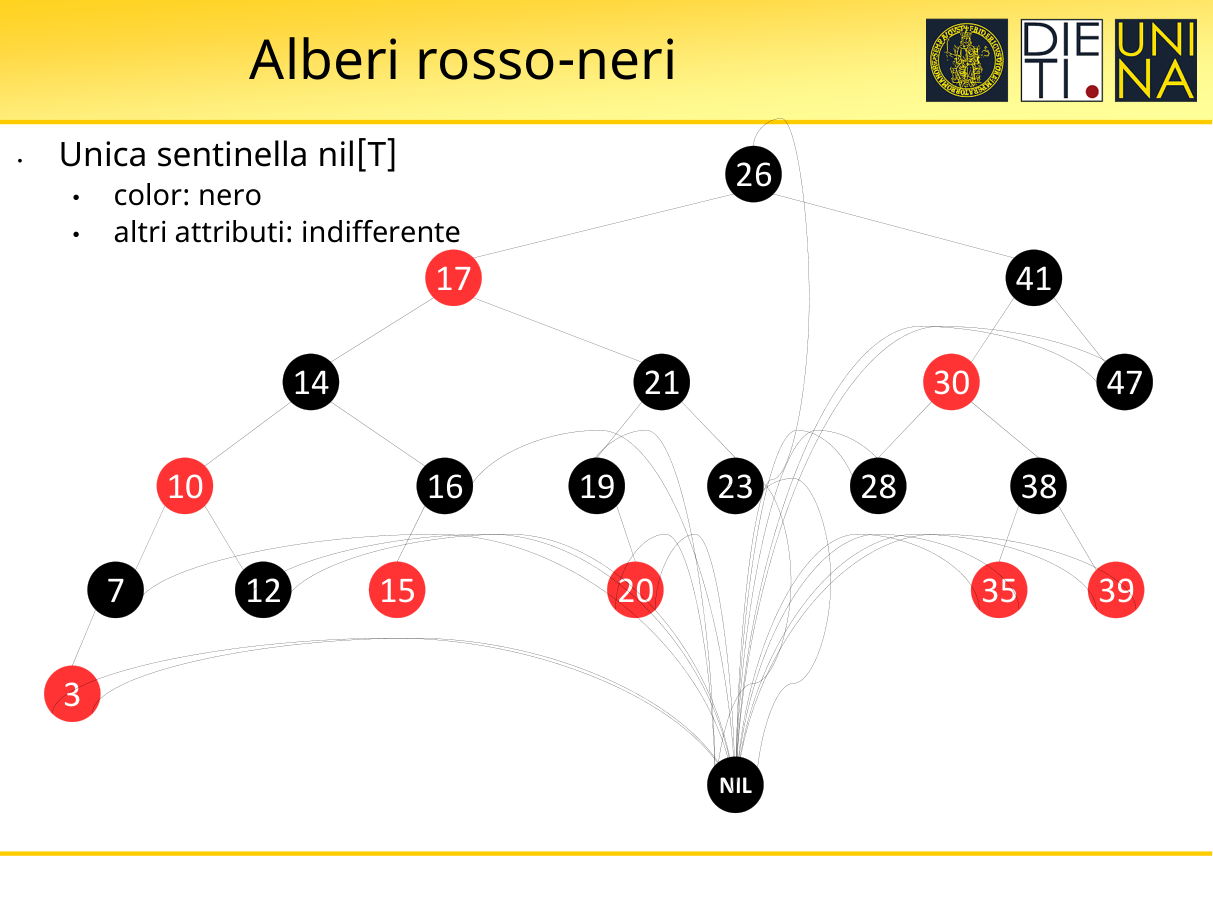 Alberi rosso-neri
DIE
TI.
UNI
NA
• Unica sentinella nil[T]
• color: nero
• altri attributi: indifferente
26
17
41
14
21
30
47
10
16
19
23
28
38
7
12
15
20
35
39
3
NIL